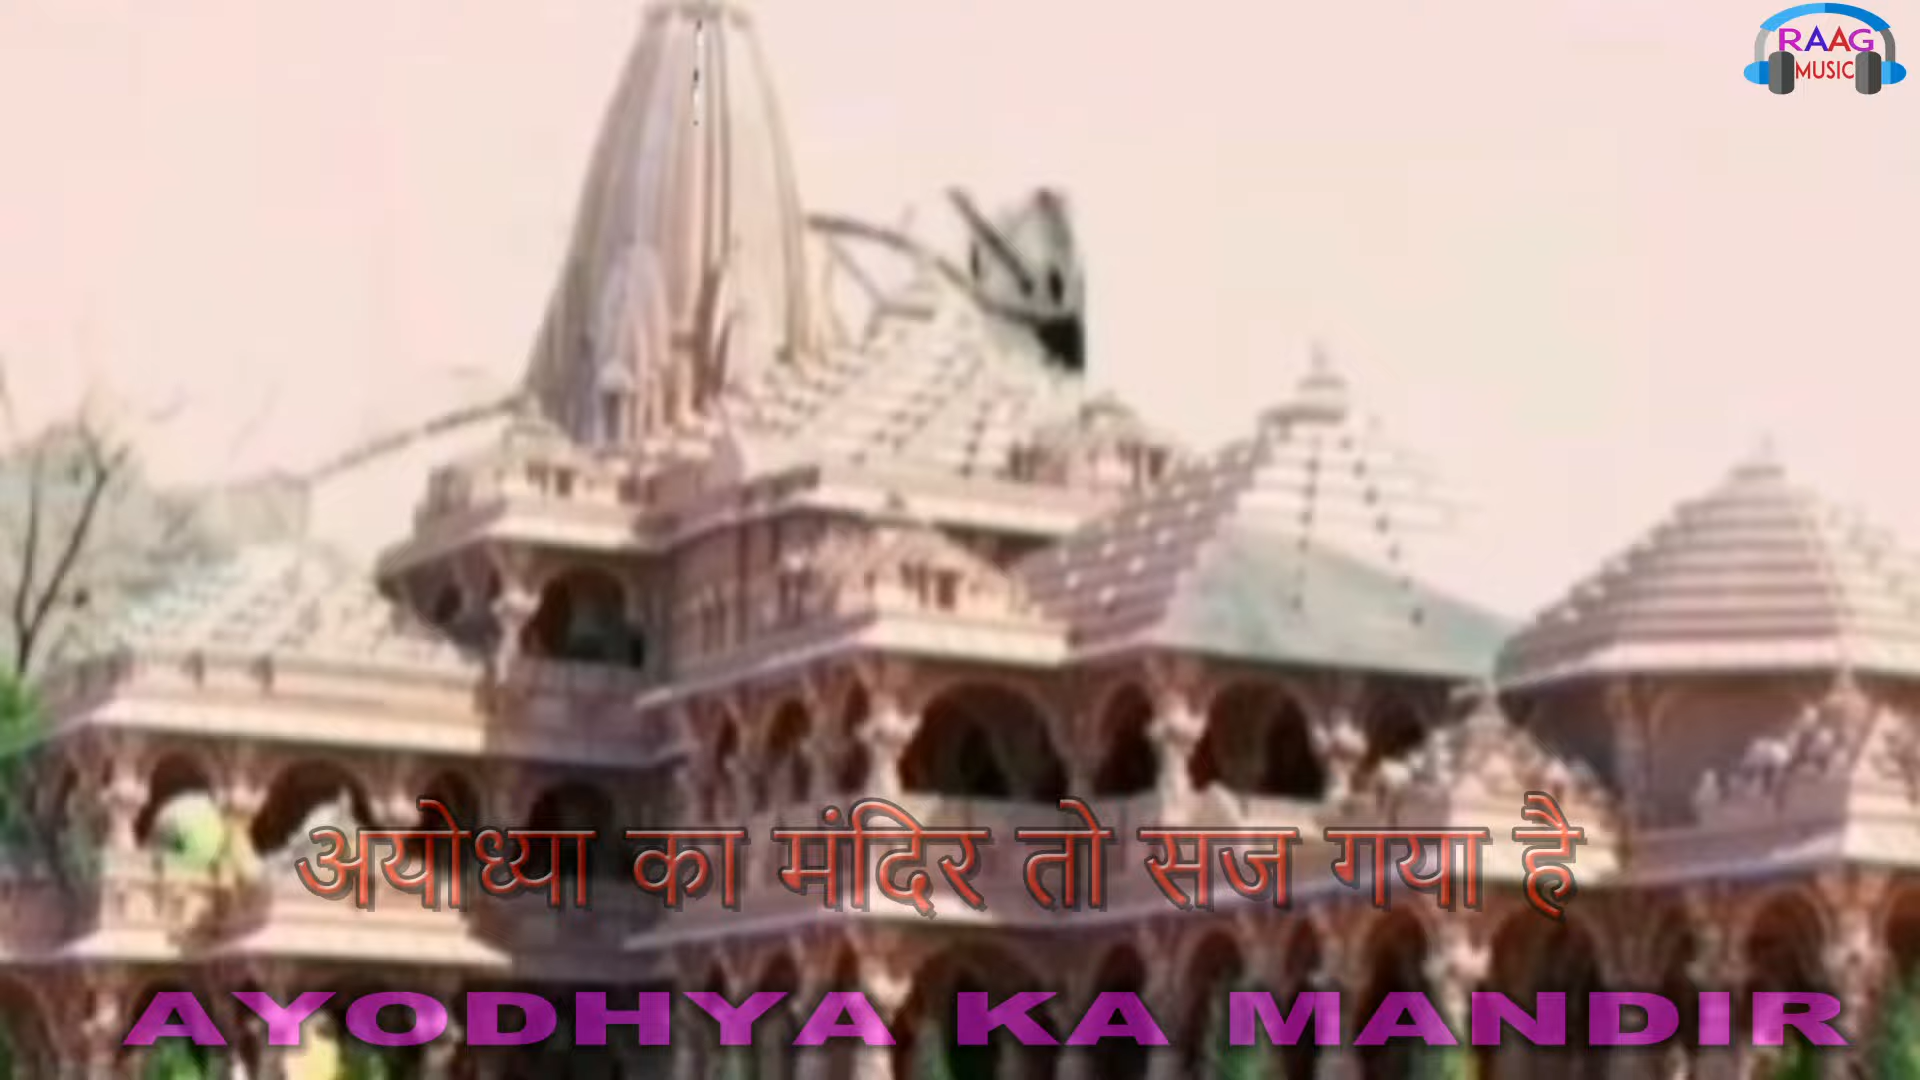 RAAG
MUSIC
अयोध्या का मंदिर तो सज गया है
AYODHYA KA MANDIR